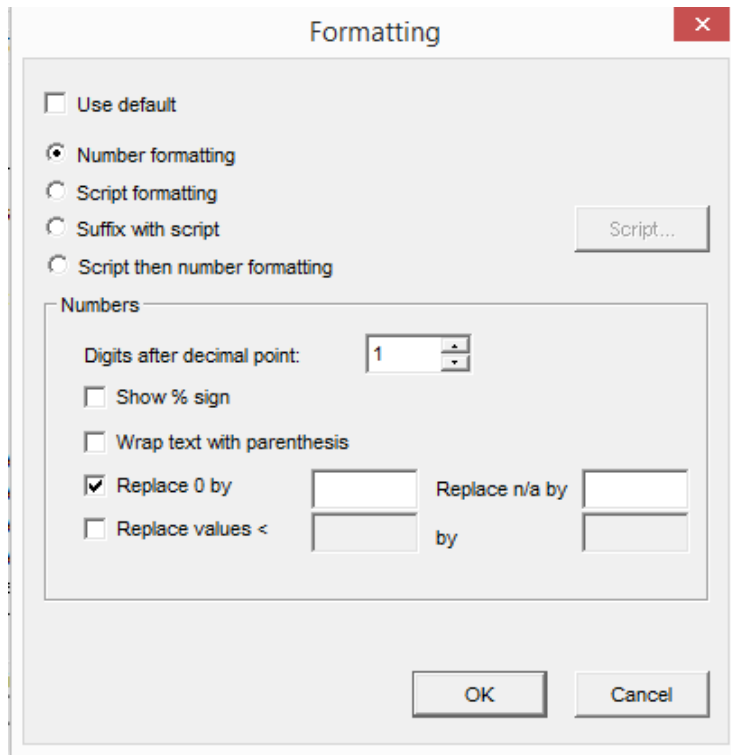 Formatting
Use default
Number formatting
Script formatting
Suffix with script
Script...
Script then number formatting
Numbers
Digits after decimal point: 1
Show % sign
Wrap text with parenthesis
Replace 0 by Replace n/a by
Replace values < by
OK Cancel